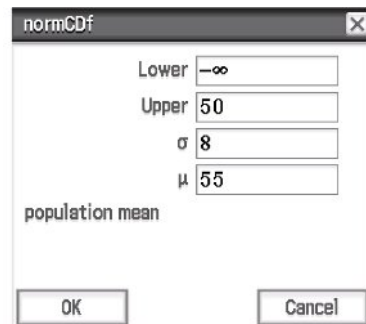 normCDf
Lower -∞
Upper 50
σ 8
μ 55
population mean
OK Cancel